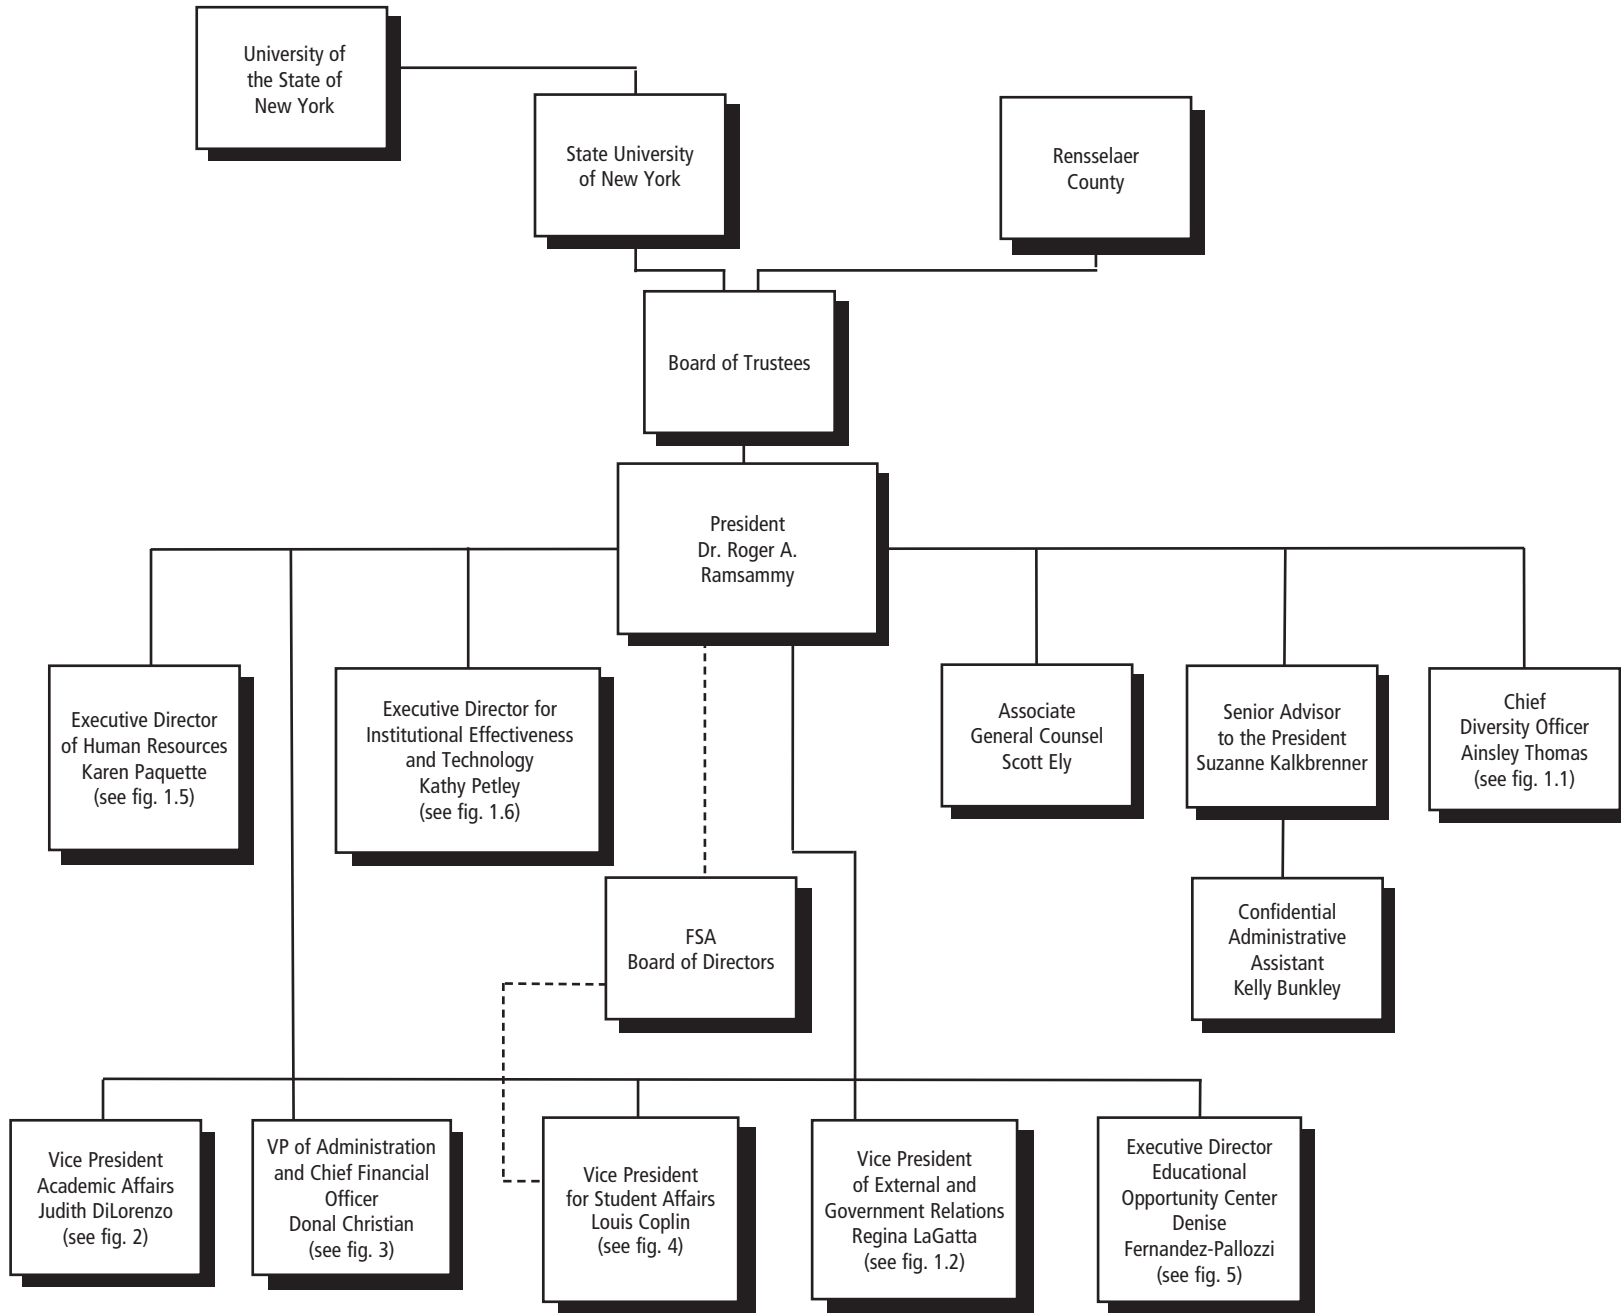 University of
the State of
New York
State University
of New York
Rensselaer
County
Board of Trustees
President
Dr. Roger A.
Ramsammy
Executive Director
of Human Resources
Karen Paquette
(see fig. 1.5)
Executive Director for
Institutional Effectiveness
and Technology
Kathy Petley
(see fig. 1.6)
Associate
General Counsel
Scott Ely
Senior Advisor
to the President
Suzanne Kalkbrenner
Chief
Diversity Officer
Ainsley Thomas
(see fig. 1.1)
FSA
Board of Directors
Confidential
Administrative
Assistant
Kelly Bunkley
Vice President
Academic Affairs
Judith DiLorenzo
(see fig. 2)
VP of Administration
and Chief Financial
Officer
Donal Christian
(see fig. 3)
Vice President
for Student Affairs
Louis Coplin
(see fig. 4)
Vice President
of External and
Government Relations
Regina LaGatta
(see fig. 1.2)
Executive Director
Educational
Opportunity Center
Denise
Fernandez-Pallozzi
(see fig. 5)